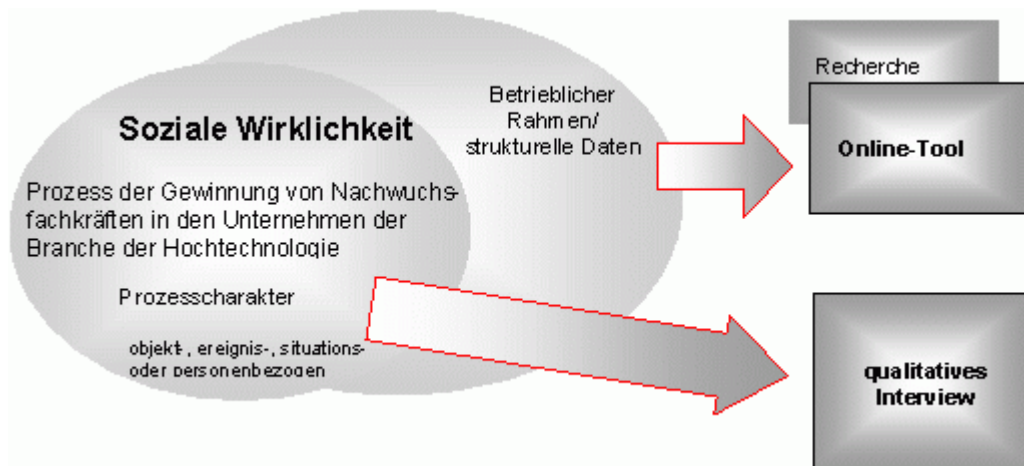 Soziale Wirklichkeit
Prozess der Gewinnung von Nachwuchs-
fachkräften in den Unternehmen der
Branche der Hochtechnologie
Prozesscharakter
objekt-, ereignis-, situations-
oder personenbezogen
Betrieblicher
Rahmen/
strukturelle Daten
Recherche
Online-Tool
qualitatives
Interview